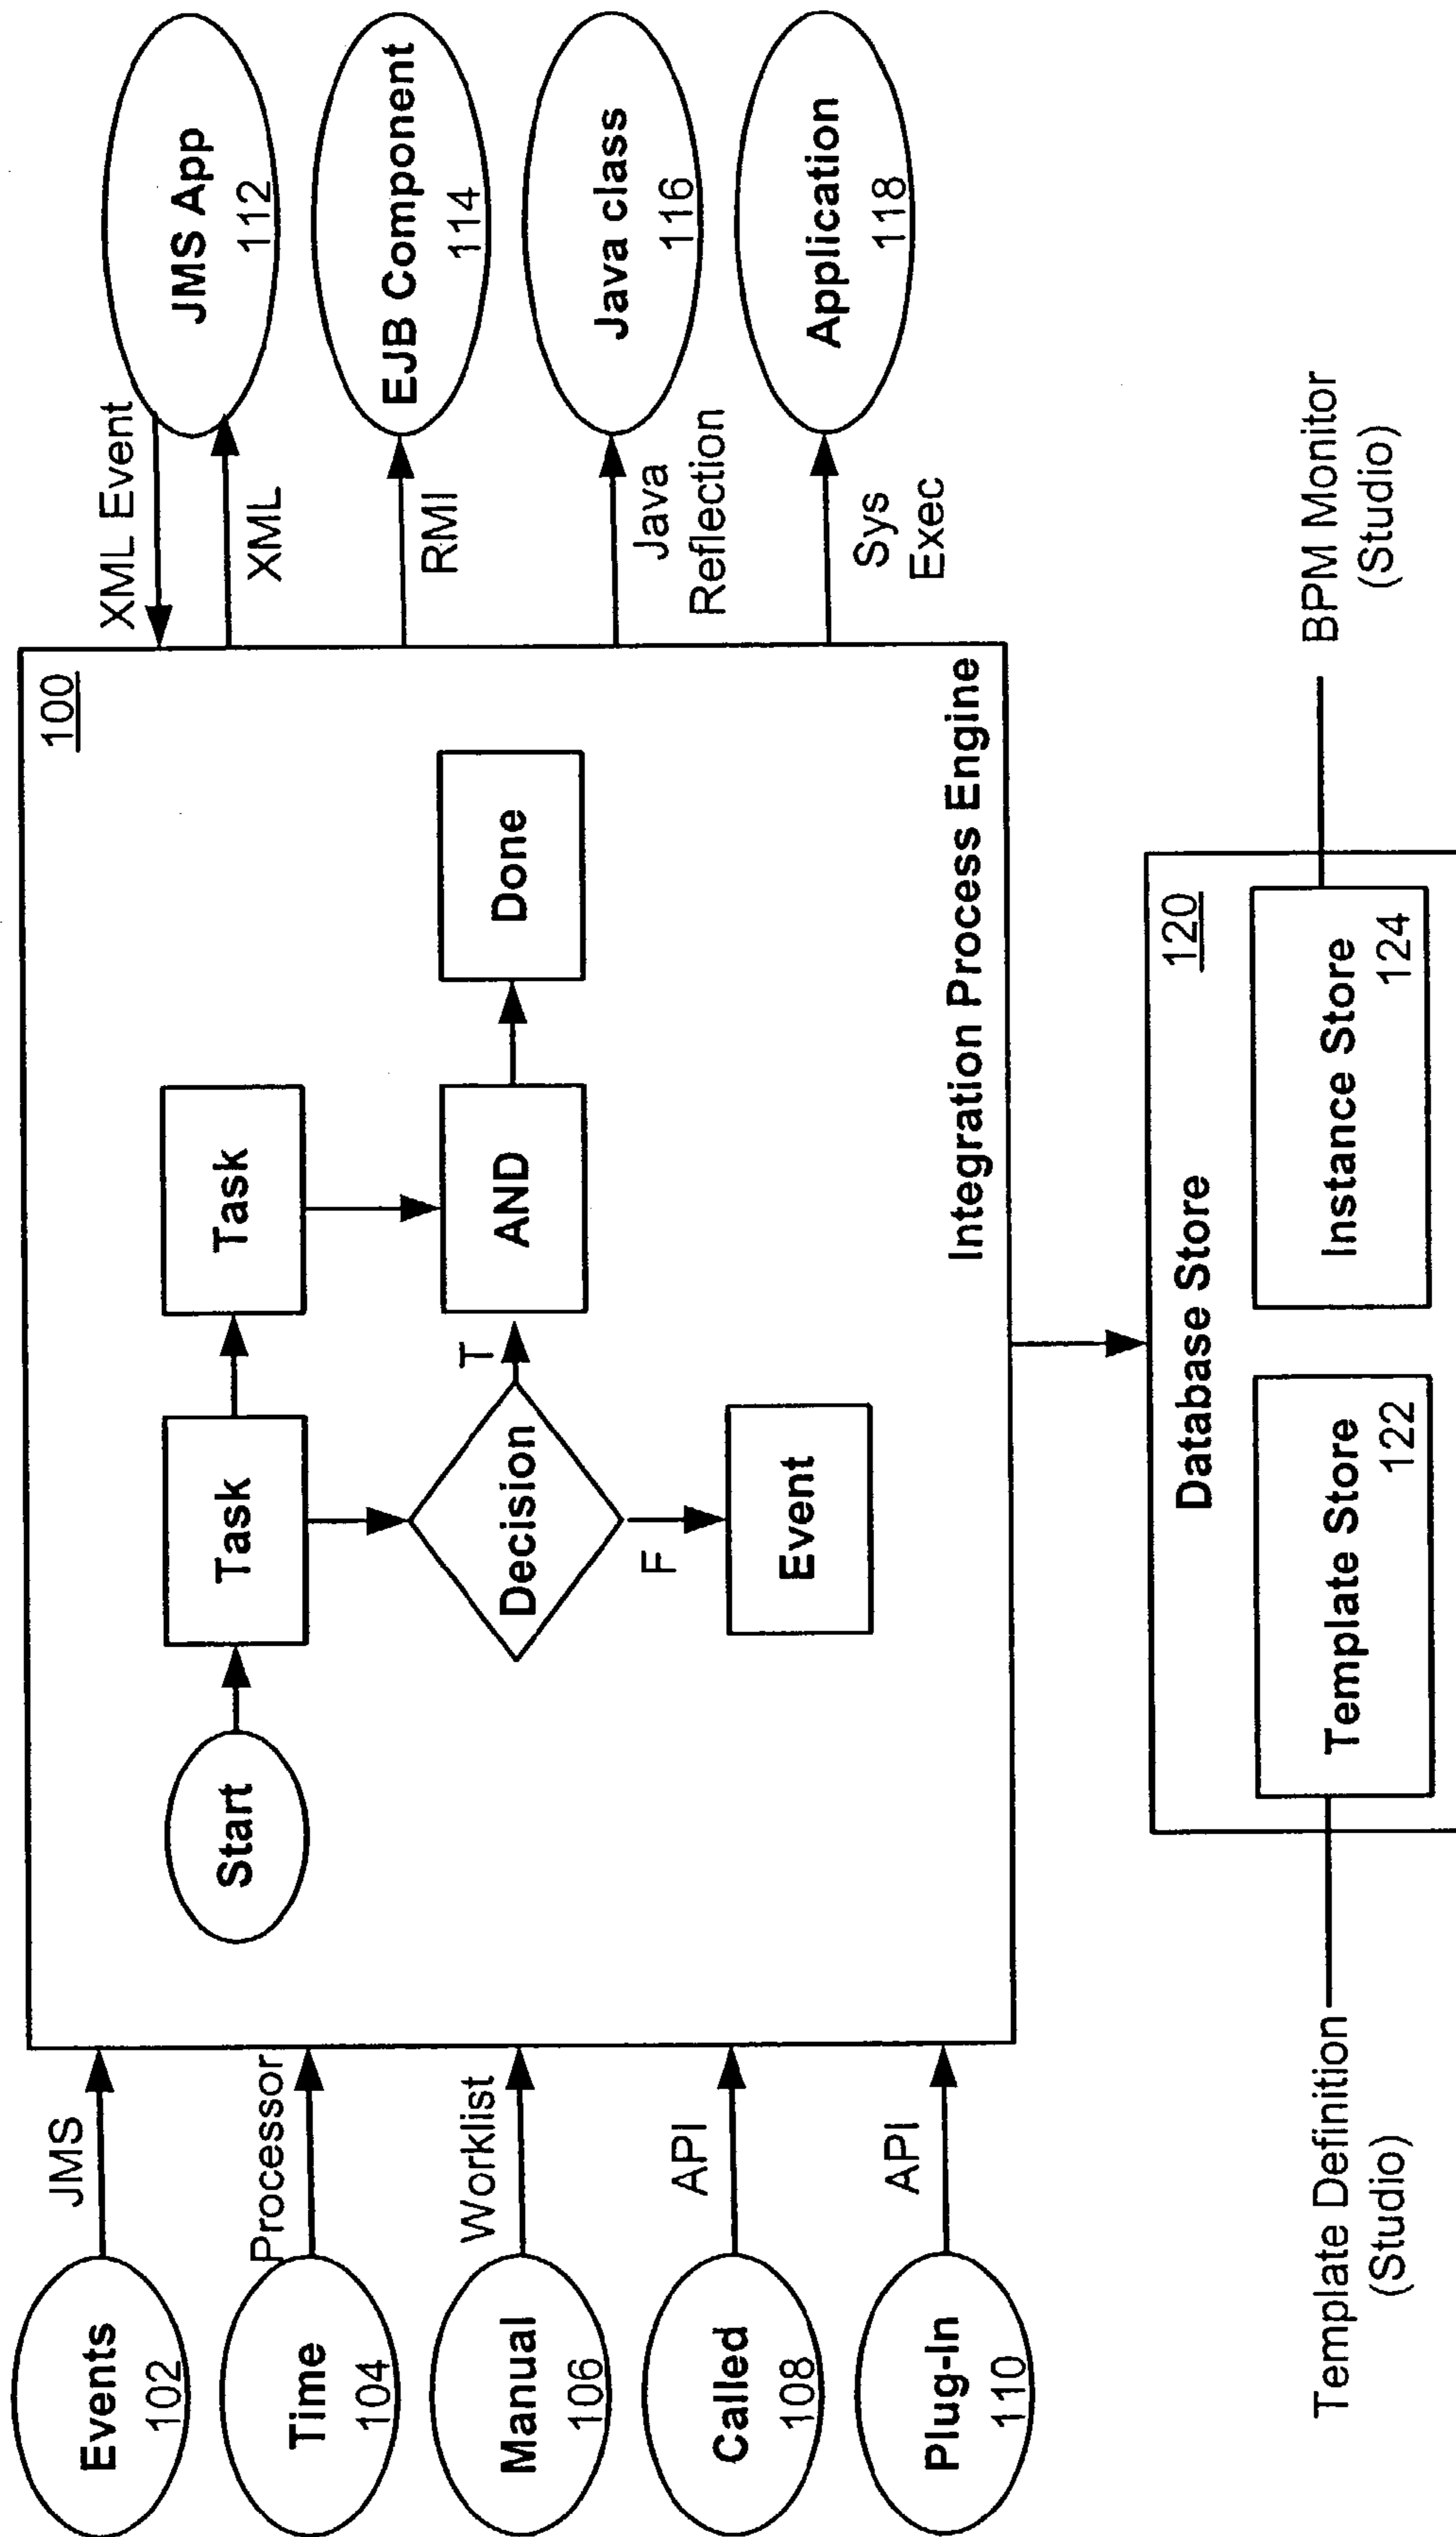 Events
102
JMS
Time
104
Processor
Manual
106
Worklist
Called
108
API
Plug-In
110
API
100
Start
Task
Task
Decision
T
AND
Done
F
Event
Integration Process Engine
XML Event
XML
JMS App
112
RMI
EJB Component
114
Java
Reflection
Java class
116
Sys
Exec
Application
118
Database Store
120
Template Store
122
Instance Store
124
Template Definition
(Studio)
BPM Monitor
(Studio)